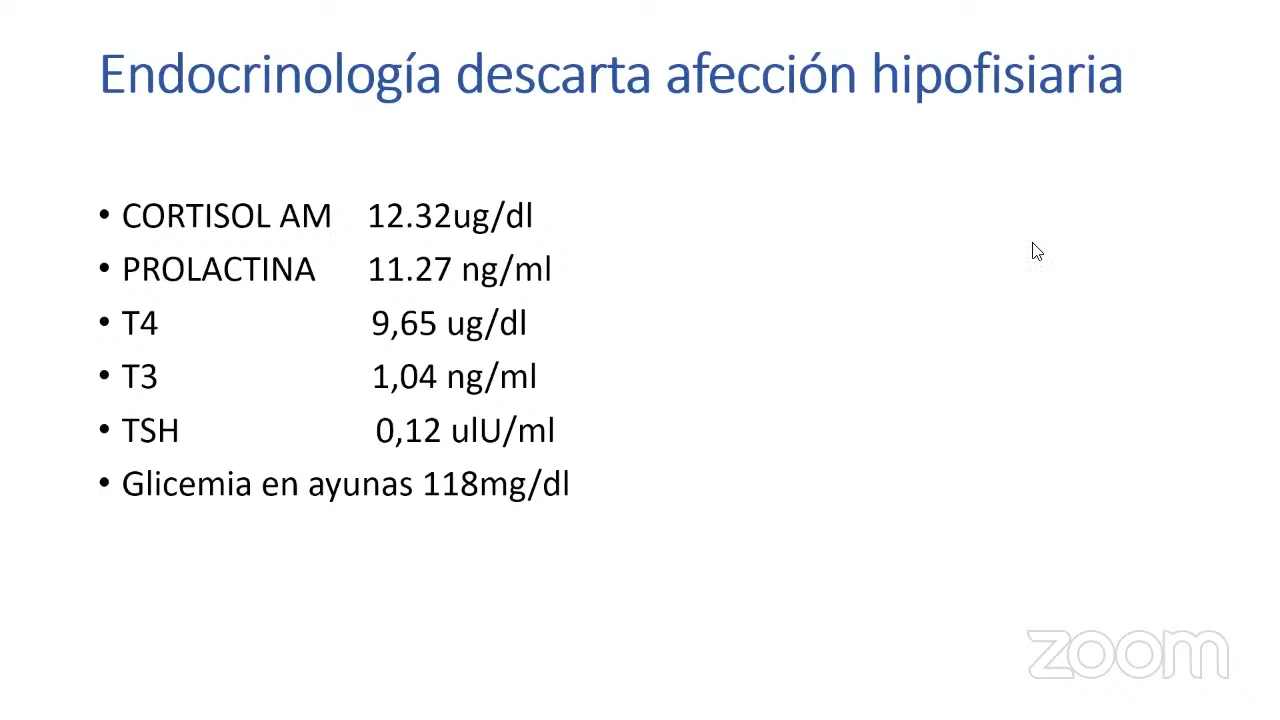 Endocrinología descarta afección hipofisiaria
• CORTISOL AM 12.32ug/dl
• PROLACTINA 11.27 ng/ml
• T4 9,65 ug/dl
• T3 1,04 ng/ml
• TSH 0,12 ulU/ml
• Glicemia en ayunas 118mg/dl
zoom